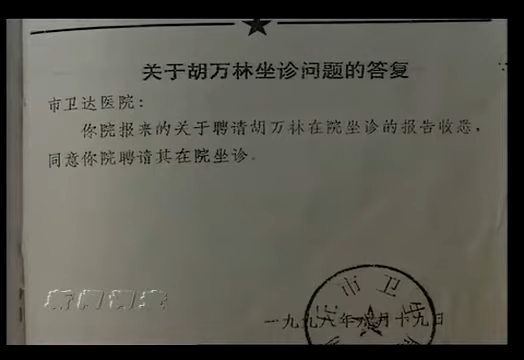 关于胡万林坐诊问题的答复
市卫达医院：
你院报来的关于聘请胡万林在院坐诊的报告收悉，
同意你院聘请其在院坐诊。
市卫
一九九八年六月十九日